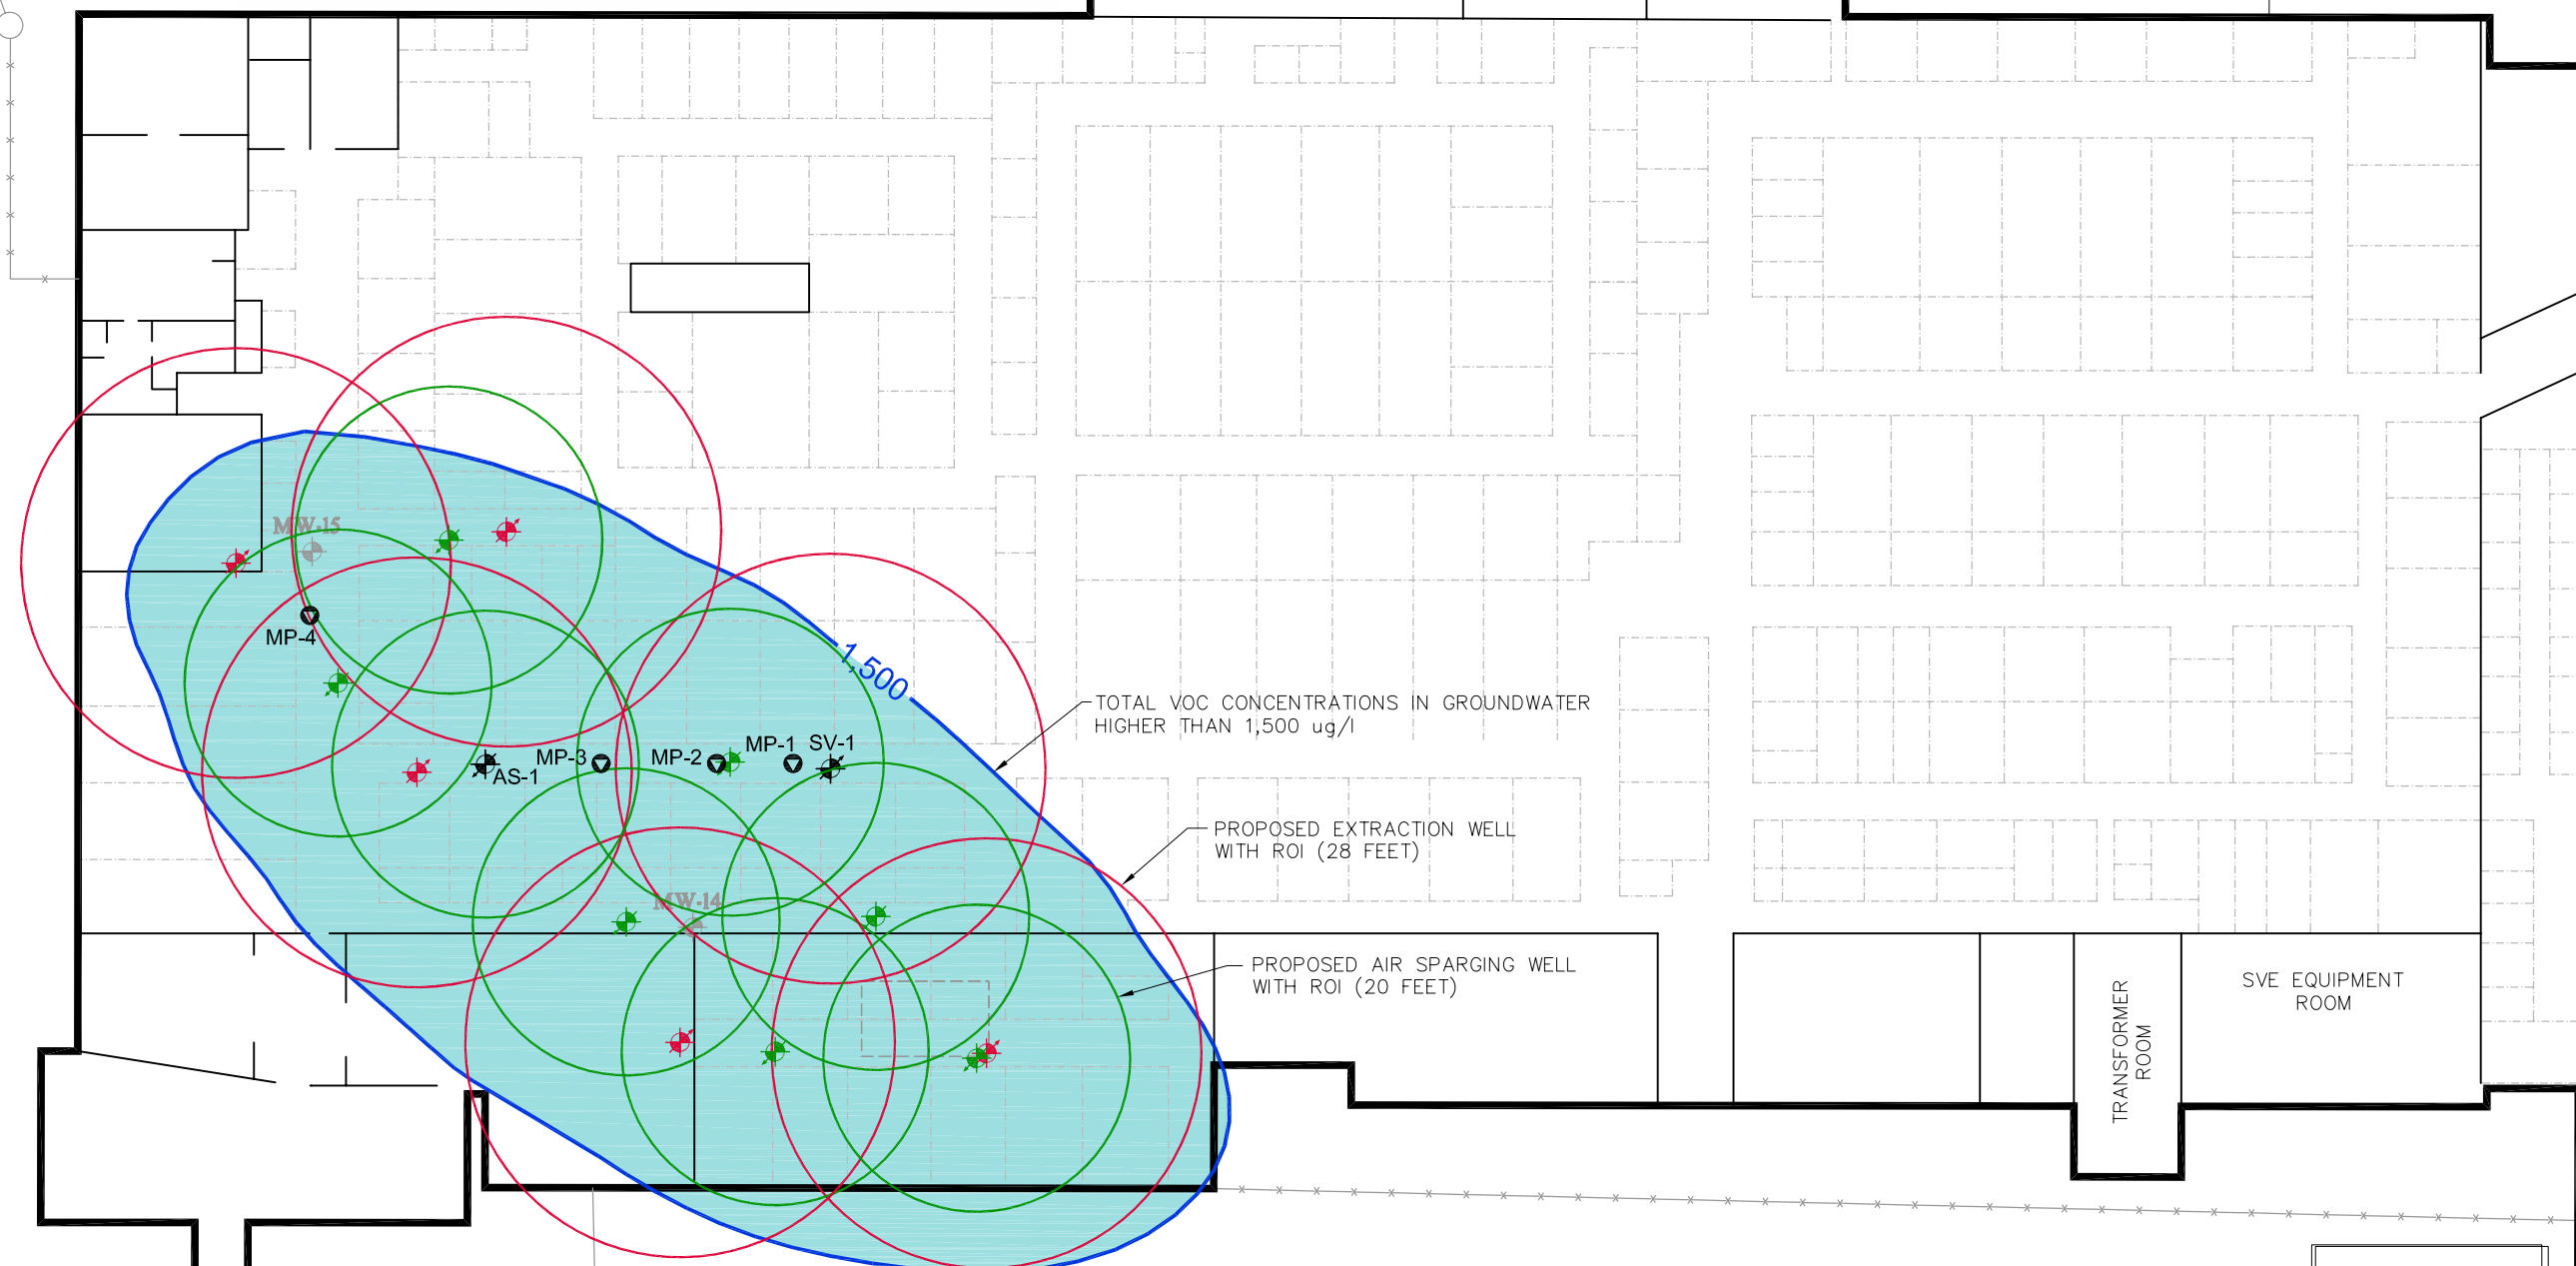 MW-15
MP-4
1,500
TOTAL VOC CONCENTRATIONS IN GROUNDWATER
HIGHER THAN 1,500 ug/l
MP-3
MP-2
MP-1
SV-1
AS-1
PROPOSED EXTRACTION WELL
WITH ROI (28 FEET)
MW-14
PROPOSED AIR SPARGING WELL
WITH ROI (20 FEET)
TRANSFORMER
ROOM
SVE EQUIPMENT
ROOM